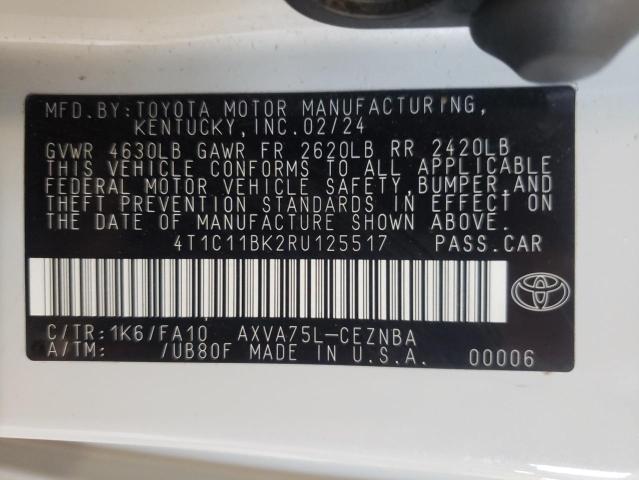 MFD.BY:TOYOTA MOTOR MANUFACTURING,
KENTUCKY,INC.02/24
GVWR 4630LB GAWR FR 2620LB RR 2420LB
THIS VEHICLE CONFORMS TO ALL APPLICABLE
FEDERAL MOTOR VEHICLE SAFETY,BUMPER,AND
THEFT PREVENTION STANDARDS IN EFFECT ON
THE DATE OF MANUFACTURE SHOWN ABOVE.
4T1C11BK2RU125517 PASS.CAR
C/TR:1K6/FA10 AXVA75L-CEZNBA
A/TM: /UB80F MADE IN U.S.A. 00006